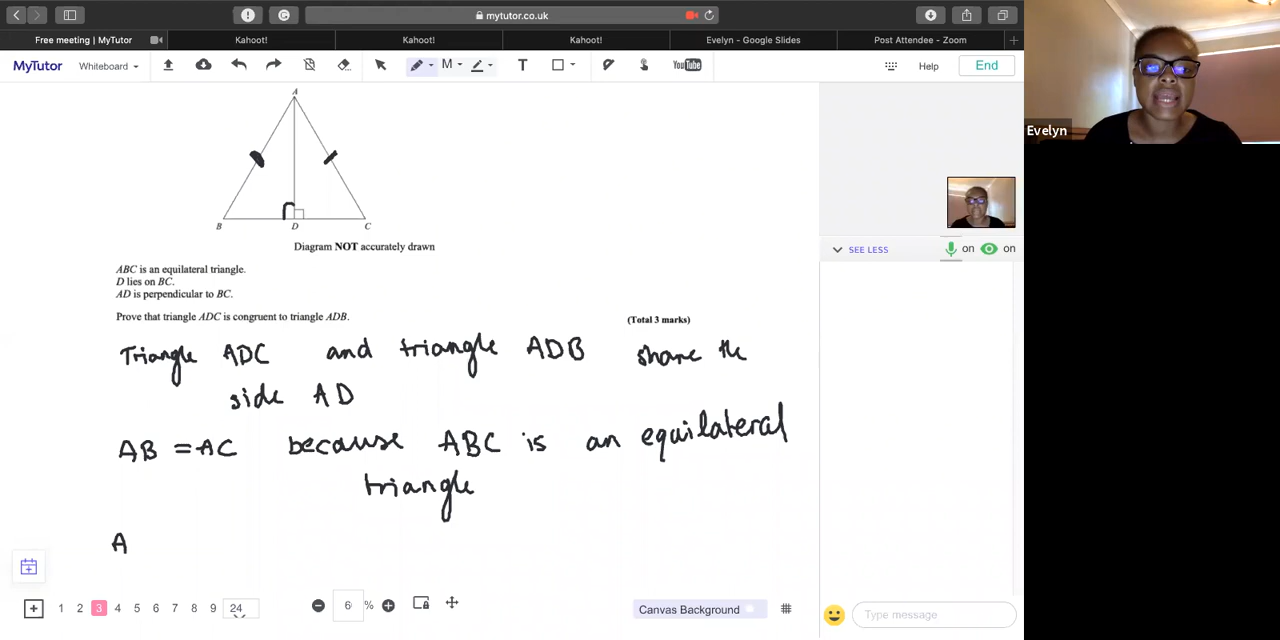 mytutor.co.uk
Free meeting | MyTutor
Kahoot!
Kahoot!
Kahoot!
Evelyn - Google Slides
Post Attendee - Zoom
MyTutor
Whiteboard
M
T
YouTube
Help
End
Evelyn
A
B
D
C
Diagram NOT accurately drawn
ABC is an equilateral triangle.
D lies on BC.
AD is perpendicular to BC.
Prove that triangle ADC is congruent to triangle ADB.
(Total 3 marks)
Triangle ADC and triangle ADB share the
side AD
AB = AC because ABC is an equilateral
triangle
A
SEE LESS
on
on
1 2 3 4 5 6 7 8 9 24
6 %
Canvas Background
Type message